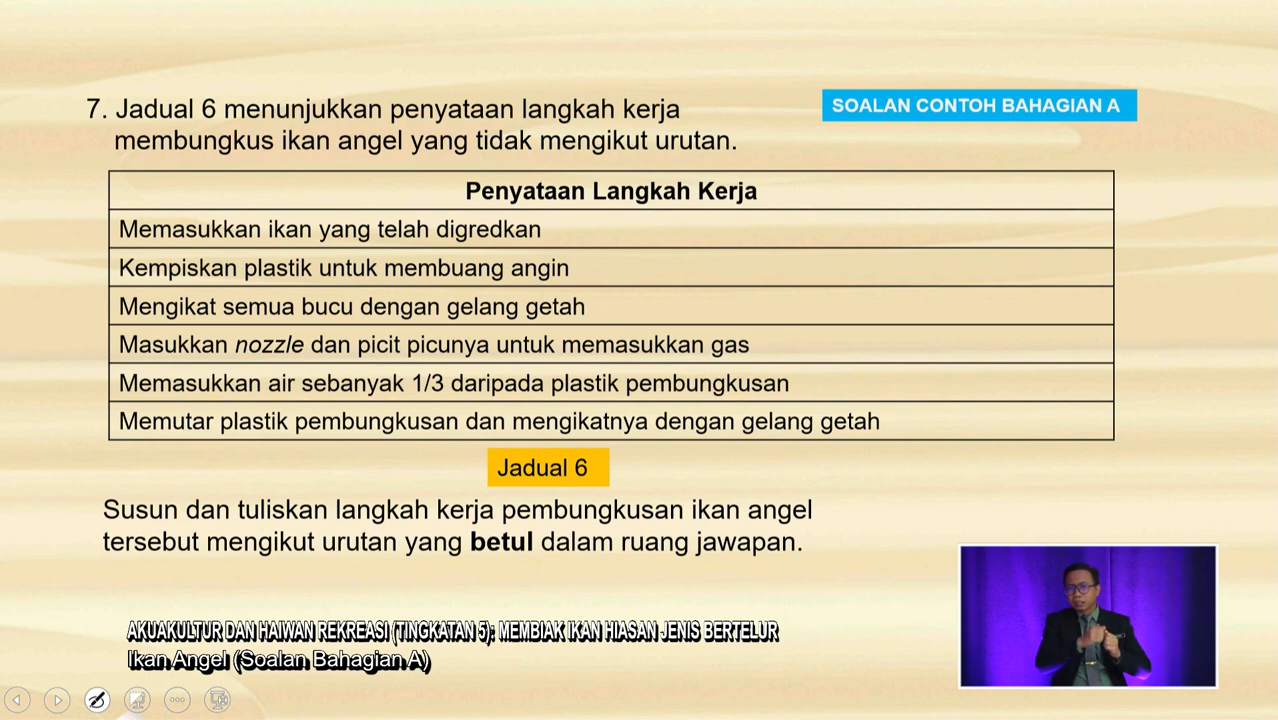 7. Jadual 6 menunjukkan penyataan langkah kerja
membungkus ikan angel yang tidak mengikut urutan.
SOALAN CONTOH BAHAGIAN A
Penyataan Langkah Kerja
Memasukkan ikan yang telah digredkan
Kempiskan plastik untuk membuang angin
Mengikat semua bucu dengan gelang getah
Masukkan nozzle dan picit picunya untuk memasukkan gas
Memasukkan air sebanyak 1/3 daripada plastik pembungkusan
Memutar plastik pembungkusan dan mengikatnya dengan gelang getah
Jadual 6
Susun dan tuliskan langkah kerja pembungkusan ikan angel
tersebut mengikut urutan yang betul dalam ruang jawapan.
AKUAKULTUR DAN HAIWAN REKREASI (TINGKATAN 5): MEMBIAK IKAN HIASAN JENIS BERTELUR
Ikan Angel (Soalan Bahagian A)